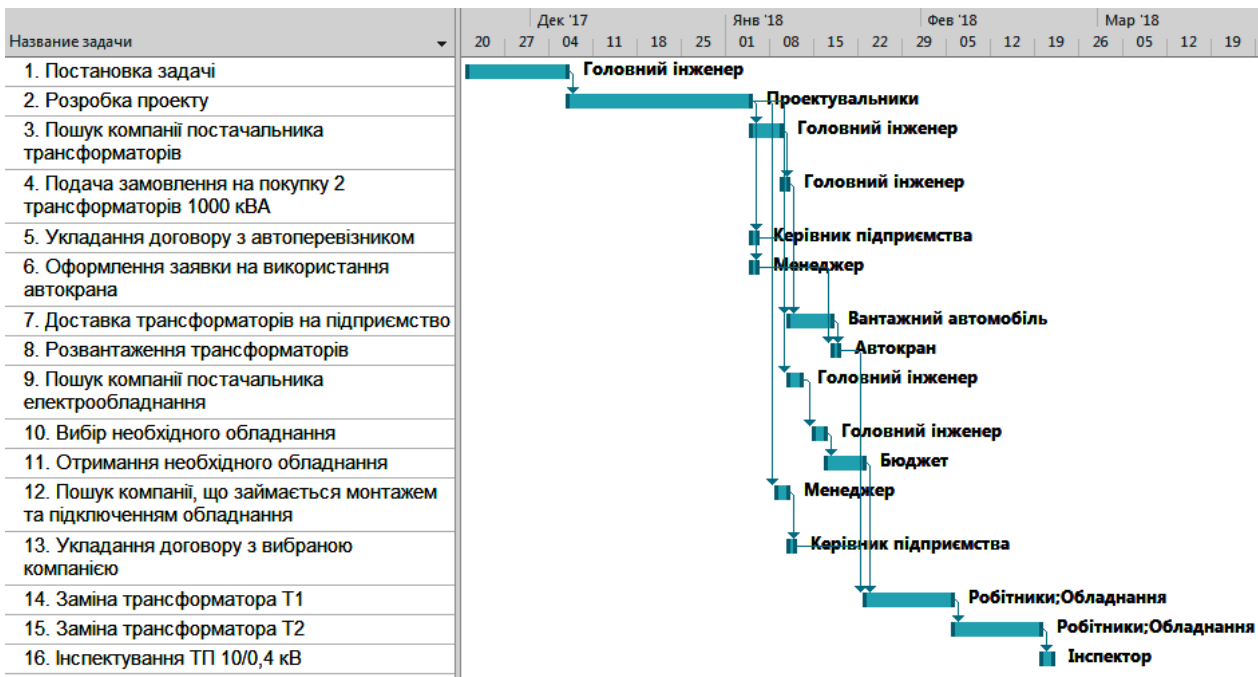 Дек '17 Янв '18 Фев '18 Мар '18
Название задачи 20 27 04 11 18 25 01 08 15 22 29 05 12 19 26 05 12 19
1. Постановка задачі Головний інженер
2. Розробка проекту Проектувальники
3. Пошук компанії постачальника
трансформаторів
Головний інженер
4. Подача замовлення на покупку 2
трансформаторів 1000 кВА
Головний інженер
5. Укладання договору з автоперевізником Керівник підприємства
6. Оформлення заявки на використання
автокрана
Менеджер
7. Доставка трансформаторів на підприємство Вантажний автомобіль
8. Розвантаження трансформаторів Автокран
9. Пошук компанії постачальника
електрообладнання
Головний інженер
10. Вибір необхідного обладнання Головний інженер
11. Отримання необхідного обладнання Бюджет
12. Пошук компанії, що займається монтажем
та підключенням обладнання
Менеджер
13. Укладання договору з вибраною
компанією
Керівник підприємства
14. Заміна трансформатора Т1 Робітники;Обладнання
15. Заміна трансформатора Т2 Робітники;Обладнання
16. Інспектування ТП 10/0,4 кВ Інспектор